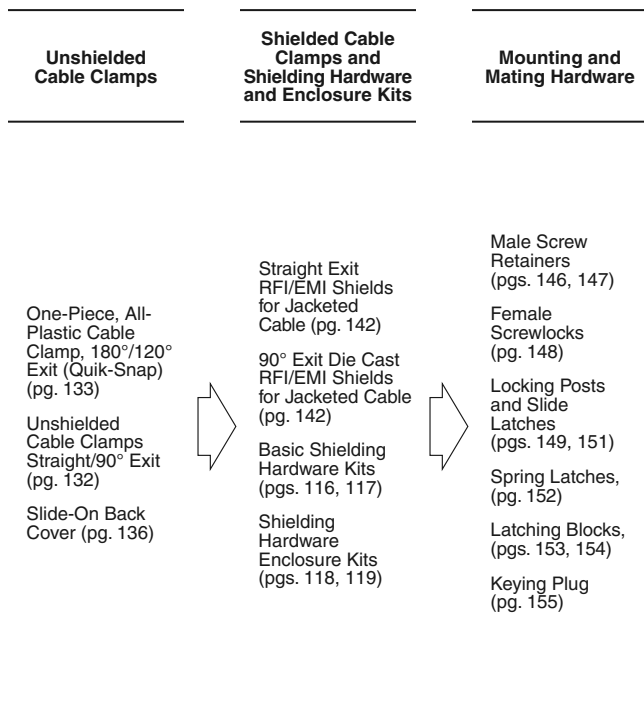 Unshielded
Cable Clamps
Shielded Cable
Clamps and
Shielding Hardware
and Enclosure Kits
Mounting and
Mating Hardware
One-Piece, All-
Plastic Cable
Clamp, 180°/120°
Exit (Quik-Snap)
(pg. 133)
Unshielded
Cable Clamps
Straight/90° Exit
(pg. 132)
Slide-On Back
Cover (pg. 136)
Straight Exit
RFI/EMI Shields
for Jacketed
Cable (pg. 142)
90° Exit Die Cast
RFI/EMI Shields
for Jacketed Cable
(pg. 142)
Basic Shielding
Hardware Kits
(pgs. 116, 117)
Shielding
Hardware
Enclosure Kits
(pgs. 118, 119)
Male Screw
Retainers
(pgs. 146, 147)
Female
Screwlocks
(pg. 148)
Locking Posts
and Slide
Latches
(pgs. 149, 151)
Spring Latches,
(pg. 152)
Latching Blocks,
(pgs. 153, 154)
Keying Plug
(pg. 155)